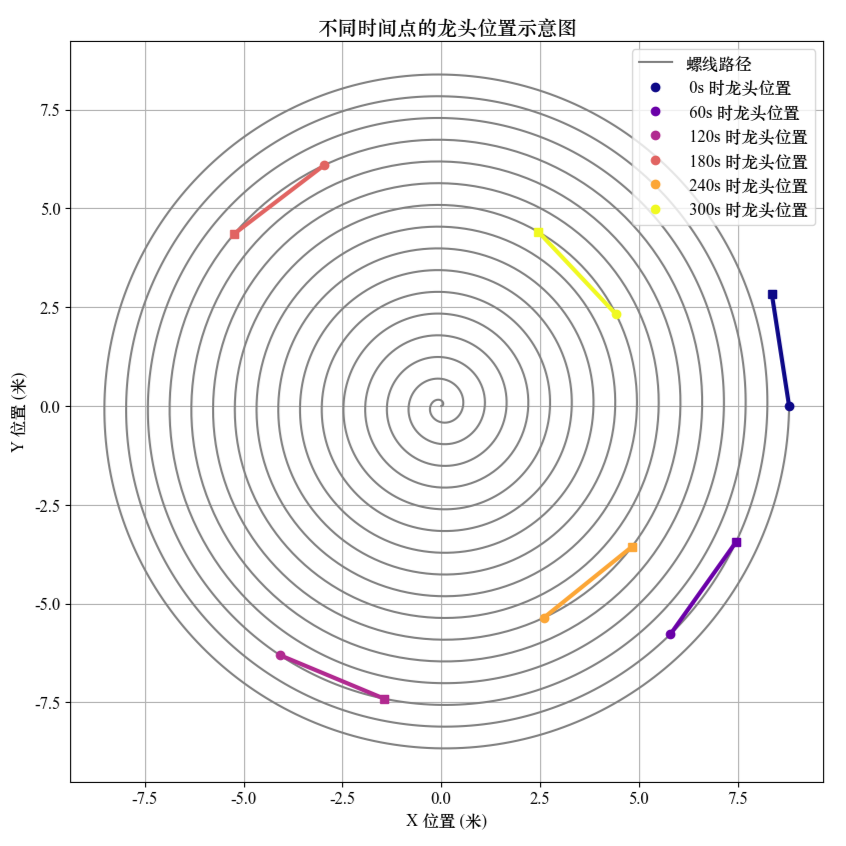 不同时间点的龙头位置示意图
螺线路径
0s 时龙头位置
60s 时龙头位置
120s 时龙头位置
180s 时龙头位置
240s 时龙头位置
300s 时龙头位置
Y 位置 (米)
7.5
5.0
2.5
0.0
-2.5
-5.0
-7.5
-7.5
-5.0
-2.5
0.0
2.5
5.0
7.5
X 位置 (米)